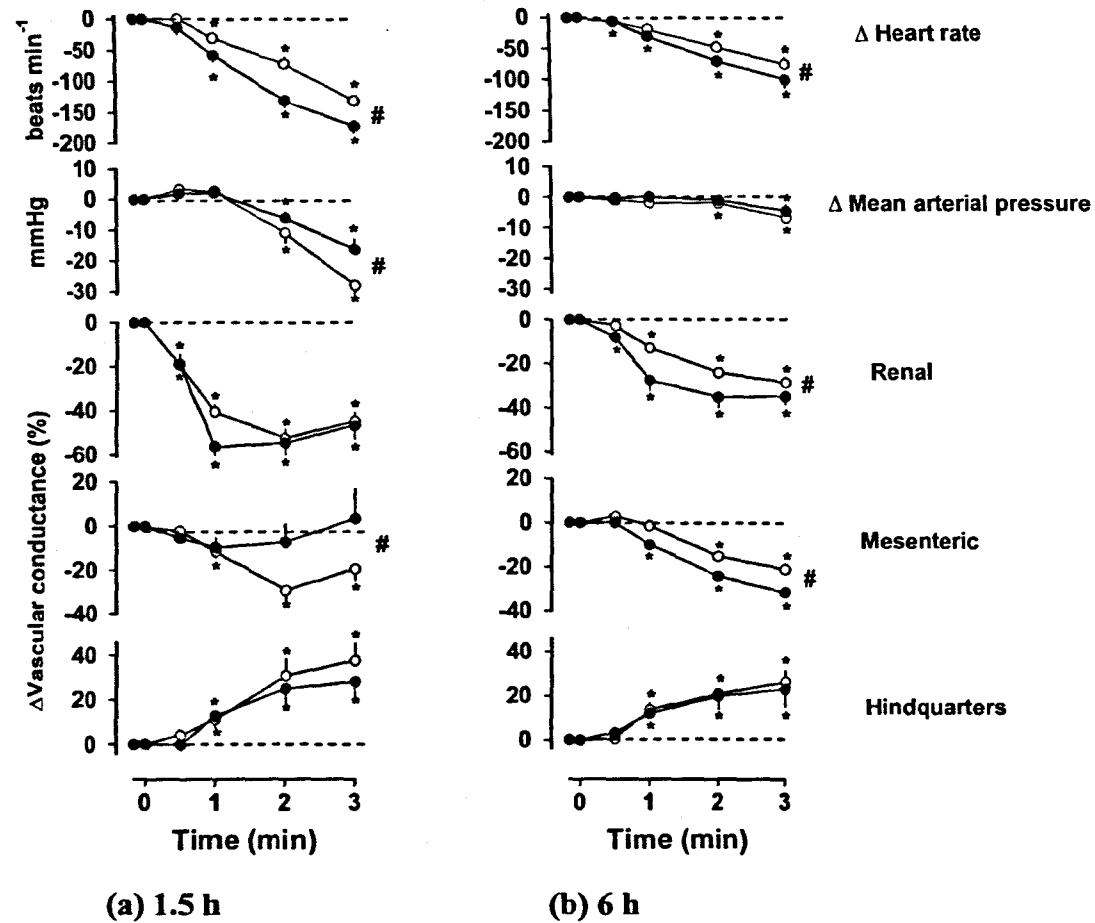 beats min-1
0
-50
-100
-150
-200
* * * * * *
#
0
-50
-100
-150
-200
* * * * * * *
#
Δ Heart rate
mmHg
10
0
-10
-20
-30
* * * *
#
10
0
-10
-20
-30
* * *
Δ Mean arterial pressure
ΔVascular conductance (%)
0
-20
-40
-60
* * * * * * * *
0
-20
-40
-60
* * * * * * *
#
Renal
20
0
-20
-40
* * *
#
20
0
-20
-40
* * * * *
#
Mesenteric
40
20
0
* * * * * *
40
20
0
* * * * * *
Hindquarters
0 1 2 3
Time (min)
0 1 2 3
Time (min)
(a) 1.5 h
(b) 6 h